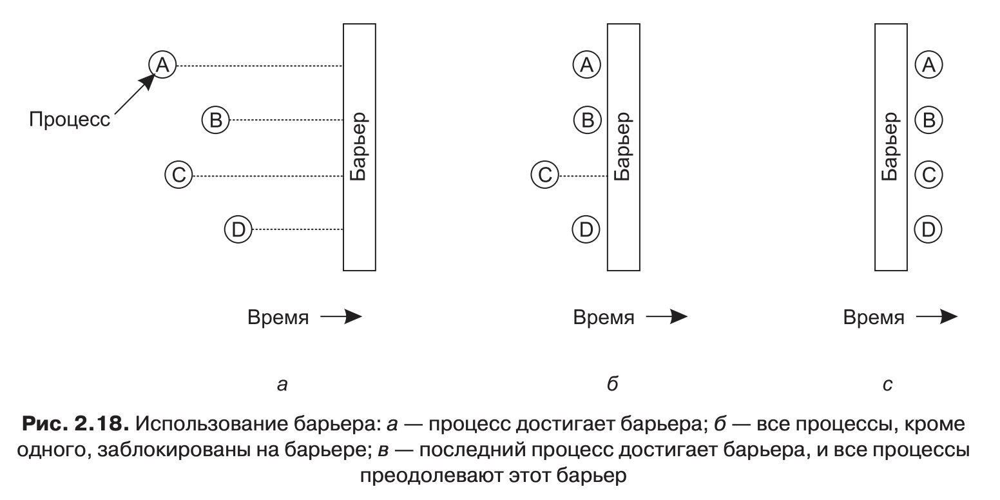 A
Процесс
B
C
D
Барьер
Время
а
A
B
C
D
Барьер
Время
б
Барьер
A
B
C
D
Время
с
Рис. 2.18. Использование барьера: а — процесс достигает барьера; б — все процессы, кроме
одного, заблокированы на барьере; в — последний процесс достигает барьера, и все процессы
преодолевают этот барьер